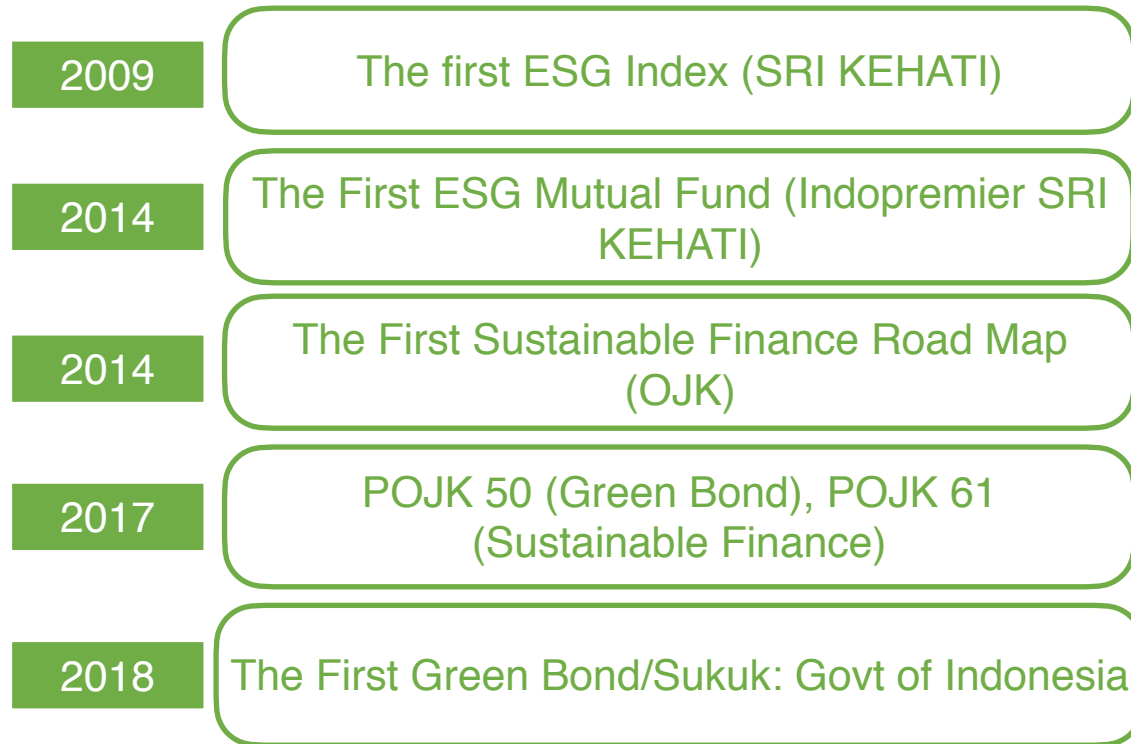 2009
The first ESG Index (SRI KEHATI)
2014
The First ESG Mutual Fund (Indopremier SRI
KEHATI)
2014
The First Sustainable Finance Road Map
(OJK)
2017
POJK 50 (Green Bond), POJK 61
(Sustainable Finance)
2018
The First Green Bond/Sukuk: Govt of Indonesia